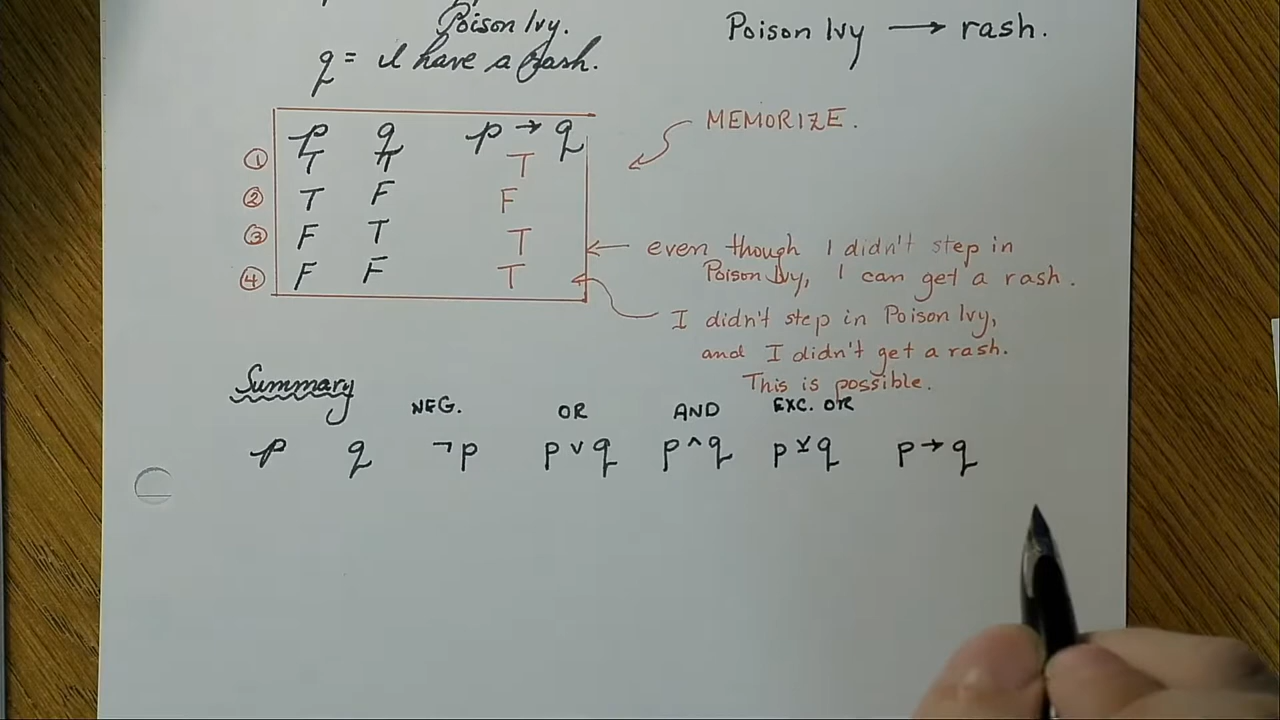 Poison Ivy.
Poison Ivy → rash.
q = I have a rash.
MEMORIZE.
p q p → q
① T T T
② T F F
③ F T T
④ F F T
even though I didn't step in
Poison Ivy, I can get a rash.
I didn't step in Poison Ivy,
and I didn't get a rash.
This is possible.
Summary
NEG. OR AND EXC. OR
p q ¬p p ∨ q p ^ q p ⊻ q p → q